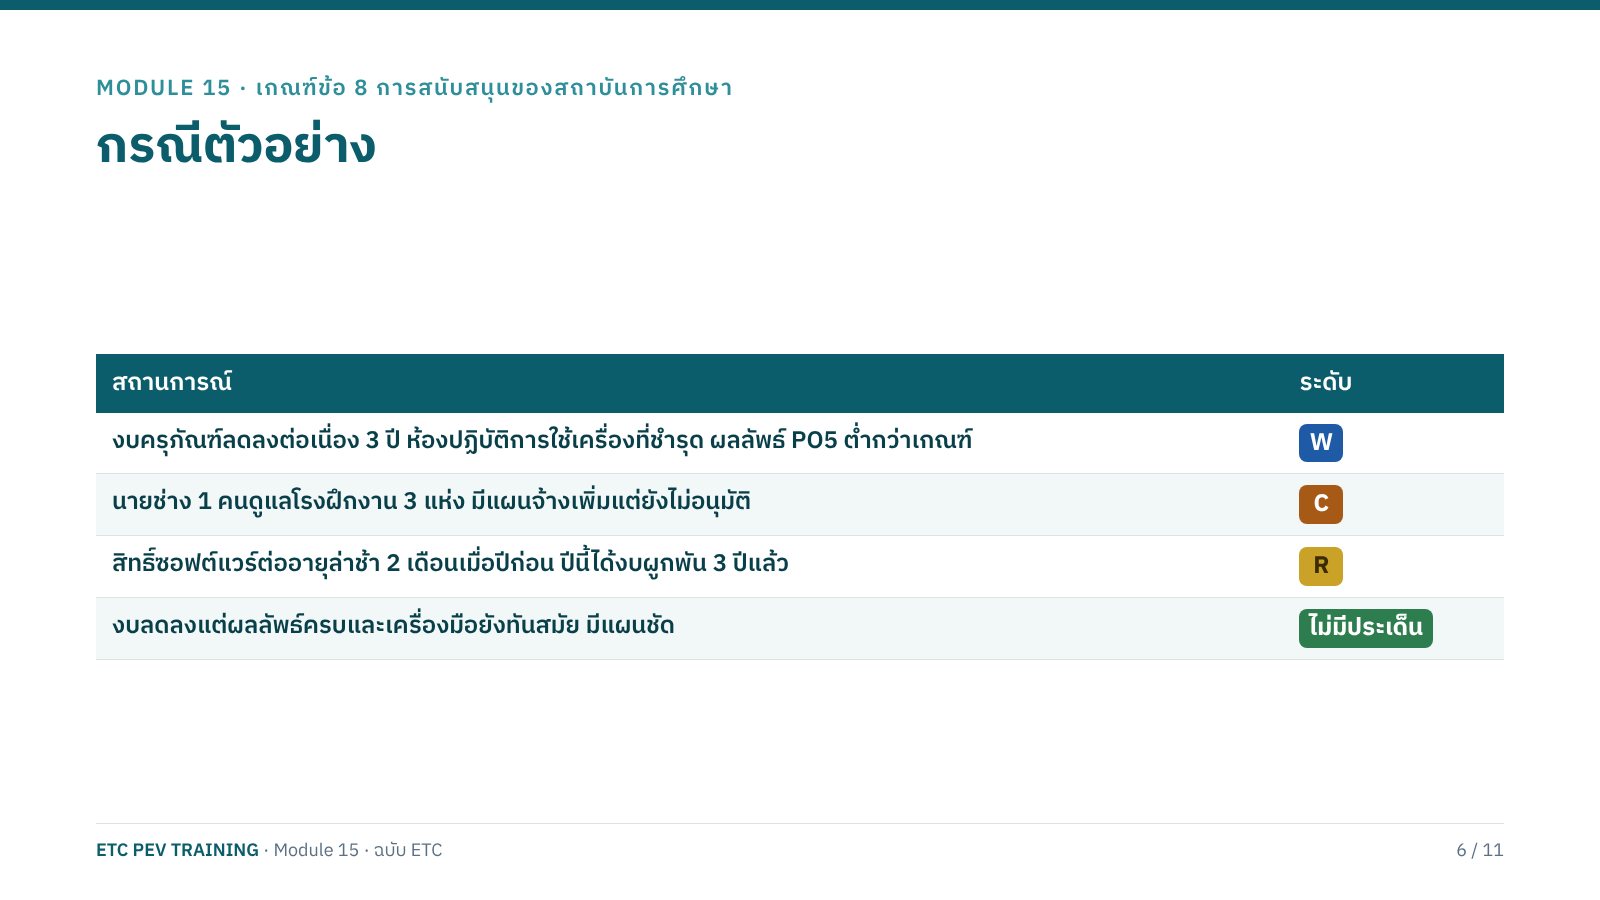 MODULE 15 · เกณฑ์ข้อ 8 การสนับสนุนของสถาบันการศึกษา
กรณีตัวอย่าง
สถานการณ์ ระดับ
งบครุภัณฑ์ลดลงต่อเนื่อง 3 ปี ห้องปฏิบัติการใช้เครื่องที่ชำรุด ผลลัพธ์ PO5 ต่ำกว่าเกณฑ์ W
นายช่าง 1 คนดูแลโรงฝึกงาน 3 แห่ง มีแผนจ้างเพิ่มแต่ยังไม่อนุมัติ C
สิทธิ์ซอฟต์แวร์ต่ออายุล่าช้า 2 เดือนเมื่อปีก่อน ปีนี้ได้งบผูกพัน 3 ปีแล้ว R
งบลดลงแต่ผลลัพธ์ครบและเครื่องมือยังทันสมัย มีแผนชัด ไม่มีประเด็น
ETC PEV TRAINING · Module 15 · ฉบับ ETC 6 / 11